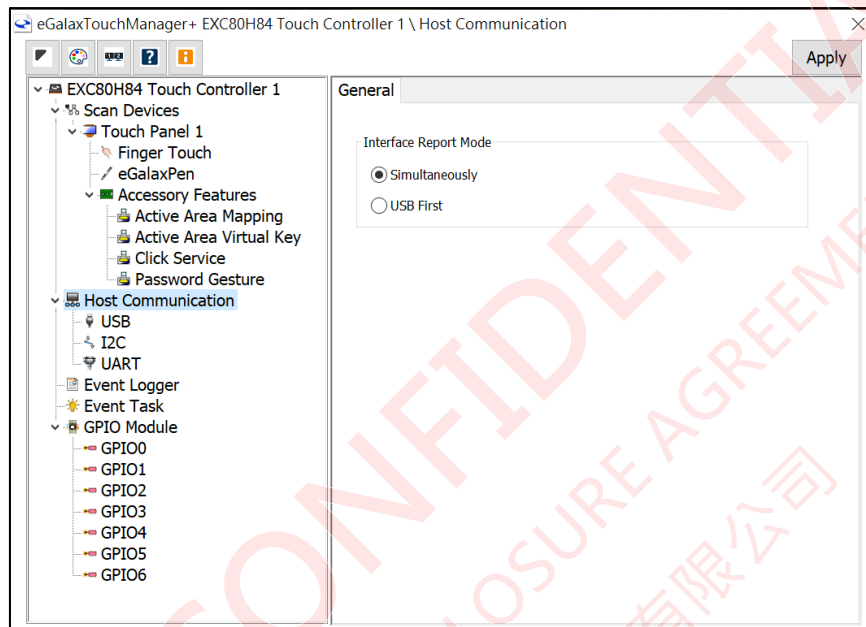 eGalaxTouchManager+ EXC80H84 Touch Controller 1 \ Host Communication
Apply
EXC80H84 Touch Controller 1
Scan Devices
Touch Panel 1
Finger Touch
eGalaxPen
Accessory Features
Active Area Mapping
Active Area Virtual Key
Click Service
Password Gesture
Host Communication
USB
I2C
UART
Event Logger
Event Task
GPIO Module
GPIO0
GPIO1
GPIO2
GPIO3
GPIO4
GPIO5
GPIO6
General
Interface Report Mode
Simultaneously
USB First
CONFIDENTIA
LOSURE AGREEME
有限公司